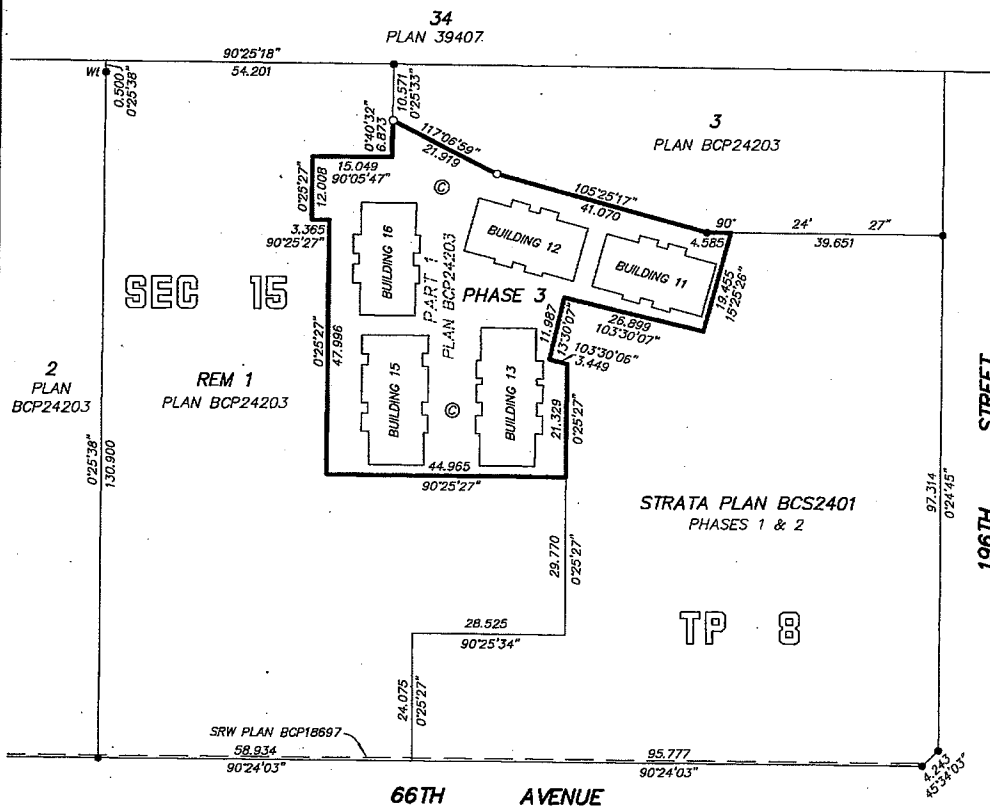 34
PLAN 39407
90°25'18"
54.201
Wt
0.500
0°25'38"
10.571
0°25'33"
0°40'32"
6.873
117°06'59"
21.919
3
PLAN BCP24203
15.049
90°05'47"
0°25'27"
12.008
3.365
90°25'27"
105°25'17"
41.070
90° 24' 27"
4.585
39.651
19.455
15°25'26"
©
BUILDING 16
PART 1
PLAN BCP24203
BUILDING 12
BUILDING 11
PHASE 3
SEC 15
11.987
13°30'07"
26.899
103°30'07"
103°30'06"
3.449
0°25'27"
47.996
BUILDING 15
©
BUILDING 13
21.329
0°25'27"
2
PLAN
BCP24203
REM 1
PLAN BCP24203
0°25'38"
130.900
44.965
90°25'27"
STRATA PLAN BCS2401
PHASES 1 & 2
97.314
0°24'45"
196TH STREET
29.770
0°25'27"
TP 8
28.525
90°25'34"
24.075
0°25'27"
SRW PLAN BCP18697
58.934
90°24'03"
95.777
90°24'03"
4.243
45°34'03"
66TH AVENUE